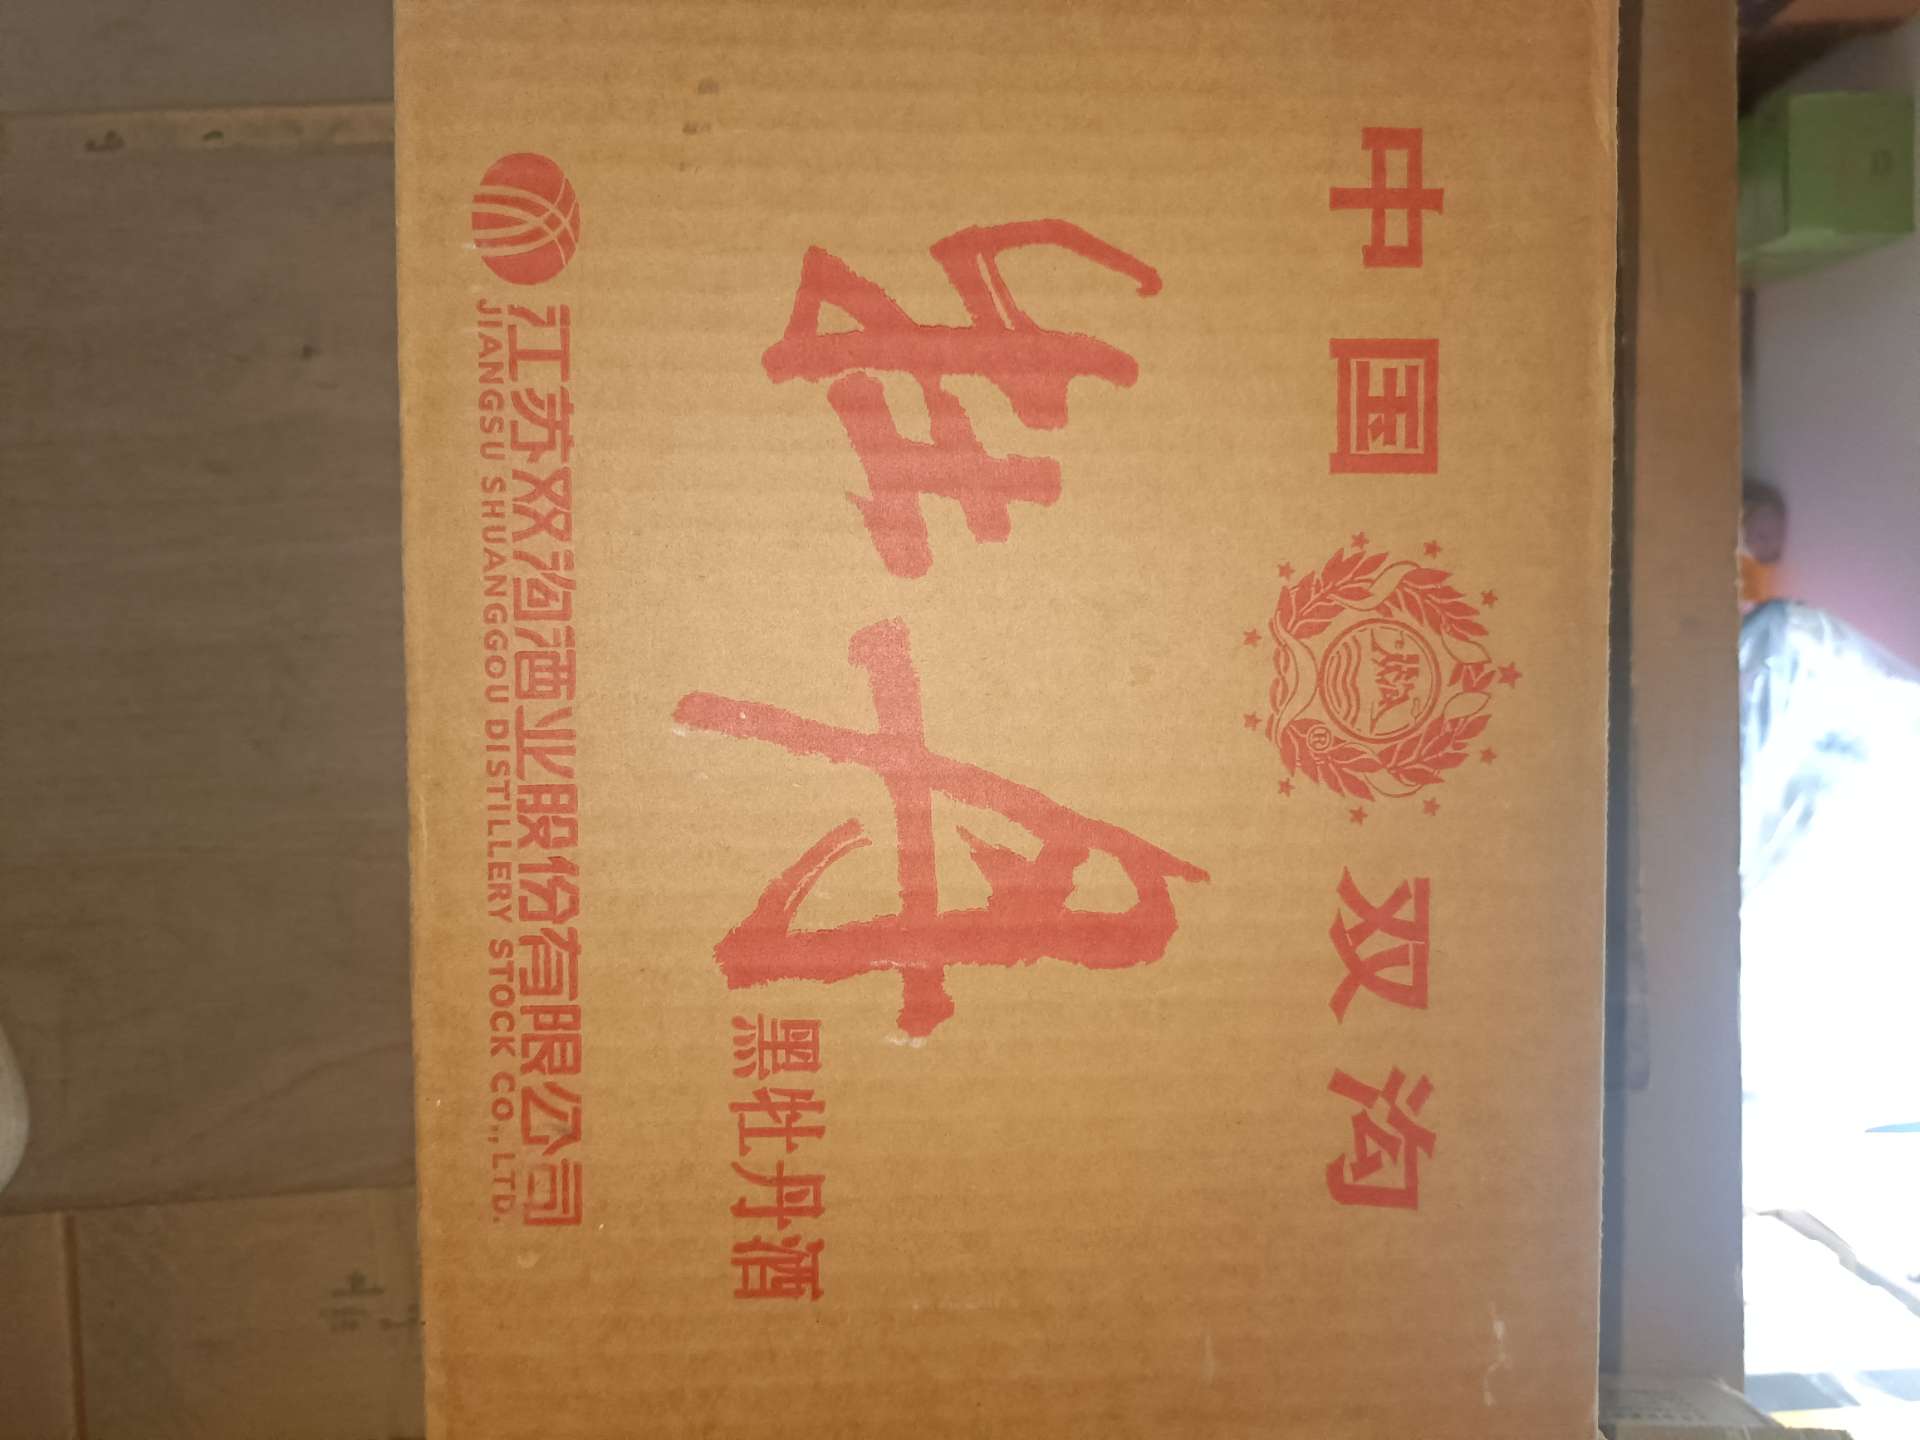 中国 双沟
牡丹
黑牡丹酒
江苏双沟酒业股份有限公司
JIANGSU SHUANGGOU DISTILLERY STOCK CO., LTD.